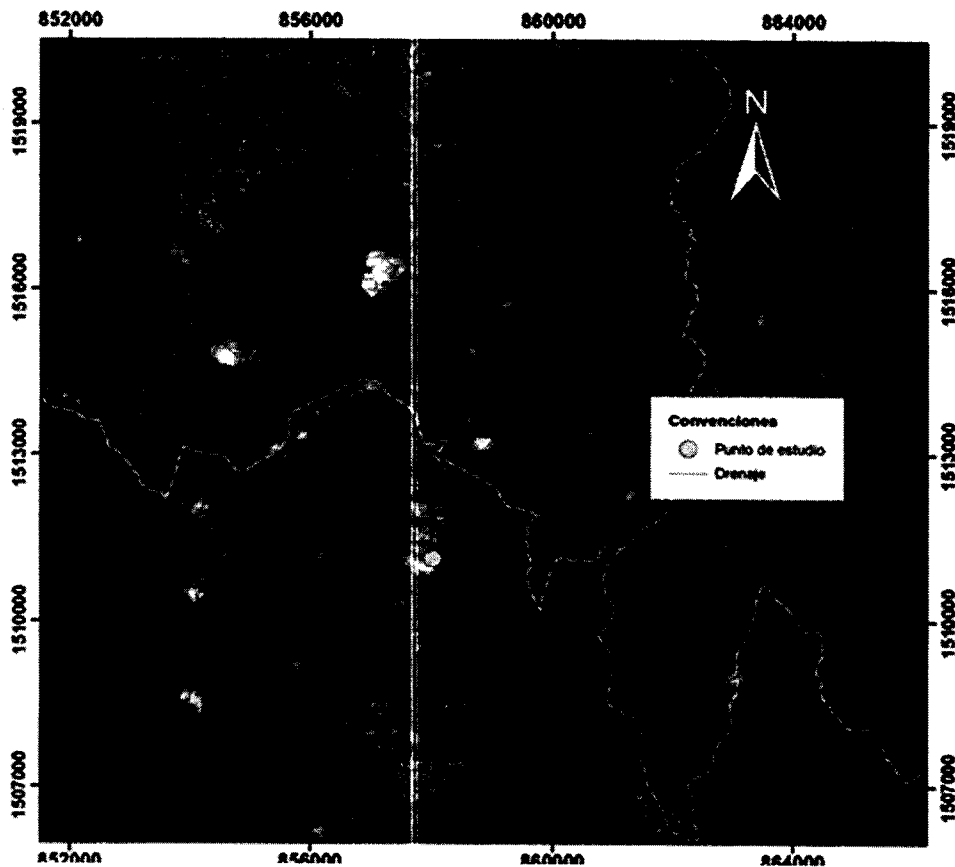 852000 856000 860000 864000
N
1519000 1519000
1516000 1516000
1513000 1513000
1510000 1510000
1507000 1507000
Convenciones
Punto de estudio
Drenaje
852000 856000 860000 864000